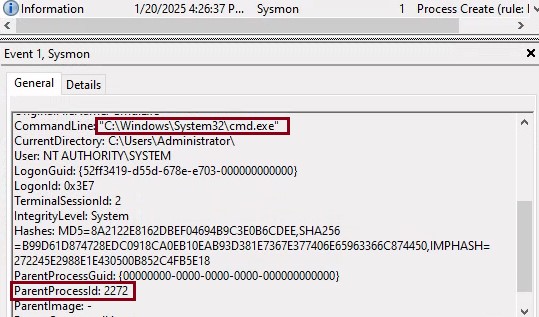 Information 1/20/2025 4:26:37 P... Sysmon 1 Process Create (rule: 
Event 1, Sysmon
General Details
CommandLine: "C:\Windows\System32\cmd.exe"
CurrentDirectory: C:\Users\Administrator\
User: NT AUTHORITY\SYSTEM
LogonGuid: {52ff3419-d55d-678e-e703-000000000000}
LogonId: 0x3E7
TerminalSessionId: 2
IntegrityLevel: System
Hashes: MD5=8A2122E8162DBEF04694B9C3E0B6CDEE,SHA256
=B99D61D874728EDC0918CA0EB10EAB93D381E7367E377406E65963366C874450,IMPHASH=
272245E2988E1E430500B852C4FB5E18
ParentProcessGuid: {00000000-0000-0000-0000-000000000000}
ParentProcessId: 2272
ParentImage: -